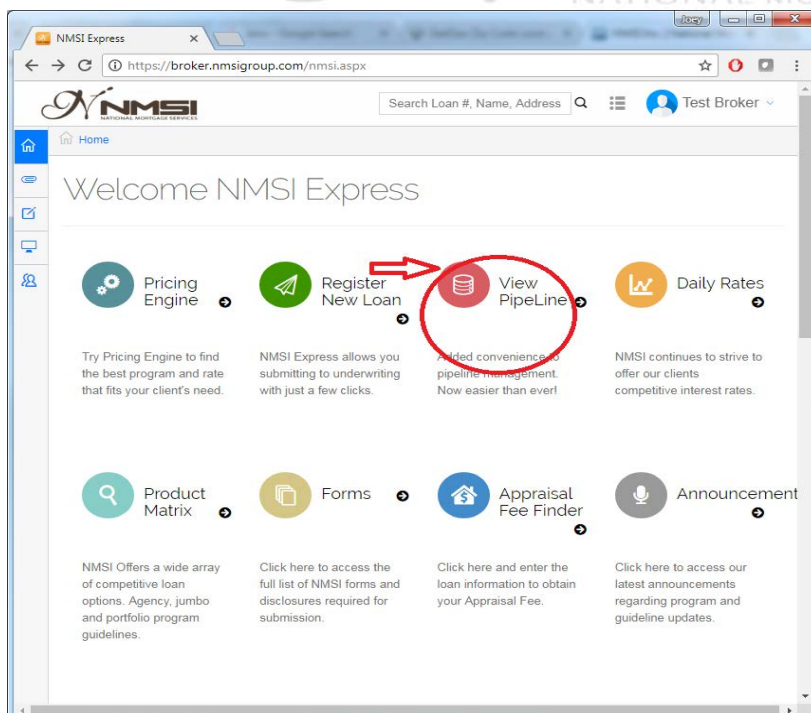 NATIONAL MO
Joey
NMSI Express
https://broker.nmsigroup.com/nmsi.aspx
NMSI
NATIONAL MORTGAGE SERVICES
Search Loan #, Name, Address
Test Broker
Home
Welcome NMSI Express
Pricing
Engine
Register
New Loan
View
PipeLine
Daily Rates
Try Pricing Engine to find
the best program and rate
that fits your client's need.
NMSI Express allows you
submitting to underwriting
with just a few clicks.
Added convenience to
pipeline management.
Now easier than ever!
NMSI continues to strive to
offer our clients
competitive interest rates.
Product
Matrix
Forms
Appraisal
Fee Finder
Announcement
NMSI Offers a wide array
of competitive loan
options. Agency, jumbo
and portfolio program
guidelines.
Click here to access the
full list of NMSI forms and
disclosures required for
submission.
Click here and enter the
loan information to obtain
your Appraisal Fee.
Click here to access our
latest announcements
regarding program and
guideline updates.